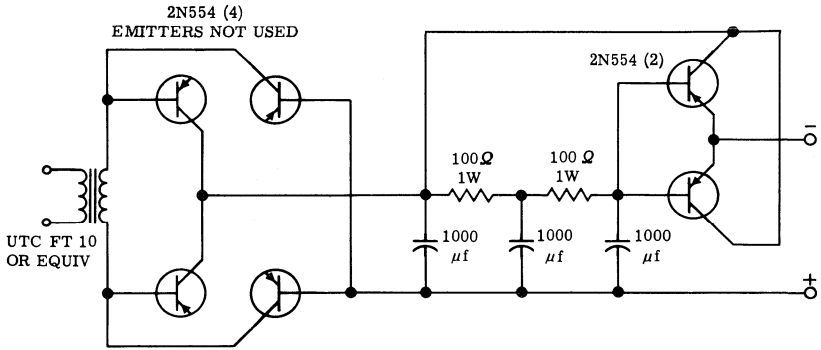 2N554 (4)
EMITTERS NOT USED
2N554 (2)
100Ω
1W
100Ω
1W
1000
μf
1000
μf
1000
μf
UTC FT 10
OR EQUIV
−
+